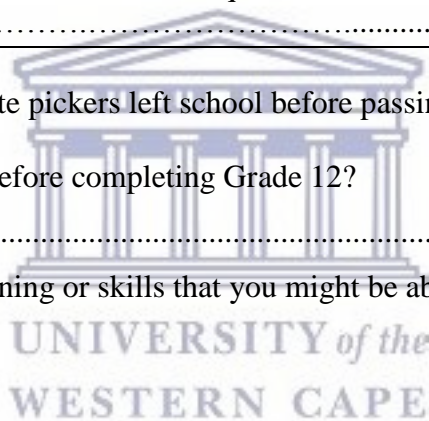 te pickers left school before passin
efore completing Grade 12?
ning or skills that you might be ab
UNIVERSITY of the
WESTERN CAPE